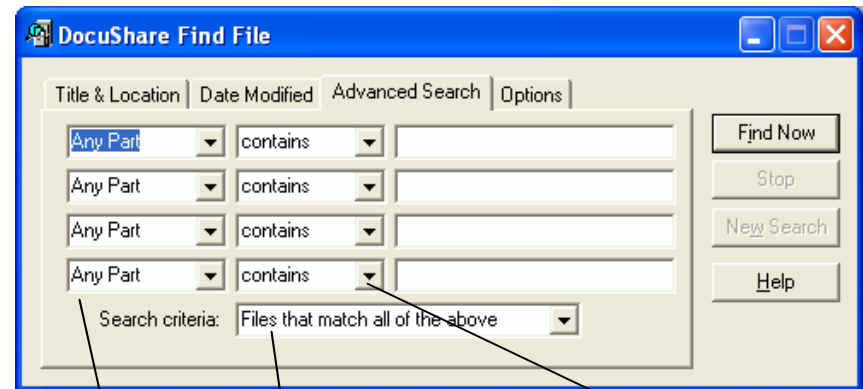 DocuShare Find File
Title & Location Date Modified Advanced Search Options
Any Part contains Find Now
Any Part contains Stop
Any Part contains New Search
Any Part contains Help
Search criteria: Files that match all of the above